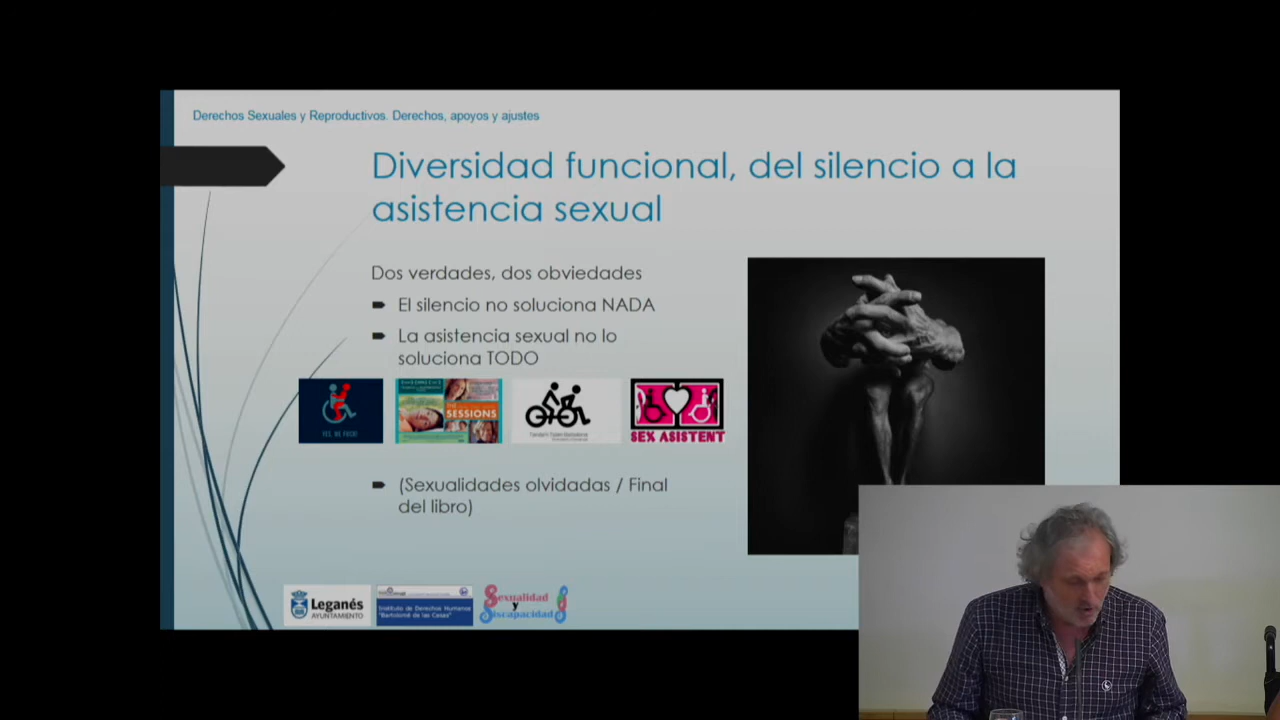 Derechos Sexuales y Reproductivos. Derechos, apoyos y ajustes
Diversidad funcional, del silencio a la
asistencia sexual
Dos verdades, dos obviedades
El silencio no soluciona NADA
La asistencia sexual no lo
soluciona TODO
SESSIONS
SEX ASISTENT
(Sexualidades olvidadas / Final
del libro)
Leganés
AYUNTAMIENTO
Instituto de Derechos Humanos
"Bartolomé de las Casas"
Sexualidad
y
Discapacidad